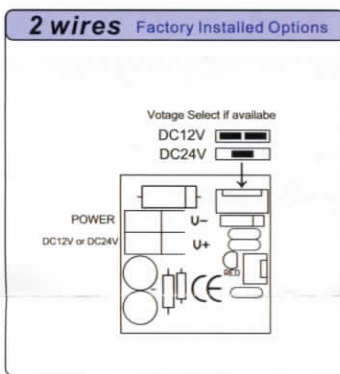 2 wires Factory Installed Options
Votage Select if availabe
DC12V
DC24V
POWER
DC12V or DC24V
V-
V+
RED
CE